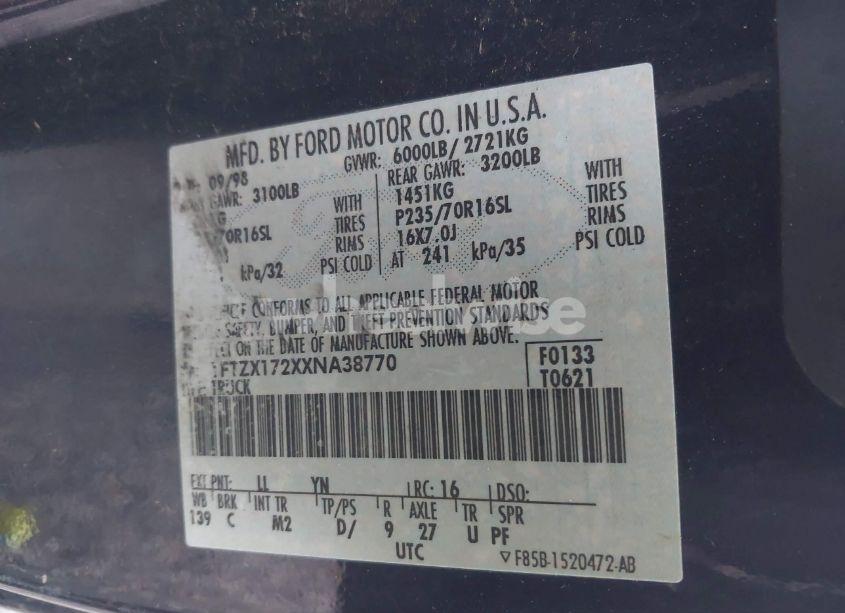 MFD. BY FORD MOTOR CO. IN U.S.A.
09/98 GVWR: 6000LB/ 2721KG
GAWR: 3100LB REAR GAWR: 3200LB
WITH 1451KG WITH
70R16SL TIRES P235/70R16SL TIRES
RIMS 16X7.0J RIMS
kPa/32 PSI COLD AT 241 kPa/35 PSI COLD
CONFORMS TO ALL APPLICABLE FEDERAL MOTOR
SAFETY, BUMPER, AND THEFT PREVENTION STANDARDS
ON THE DATE OF MANUFACTURE SHOWN ABOVE.
FTZX172XXNA38770 F0133
TRUCK T0621
EXT PNT: LL YN RC: 16 DSO:
WB BRK INT TR TP/PS R AXLE TR SPR
139 C M2 D/ 9 27 U PF
UTC
F85B-1520472-AB